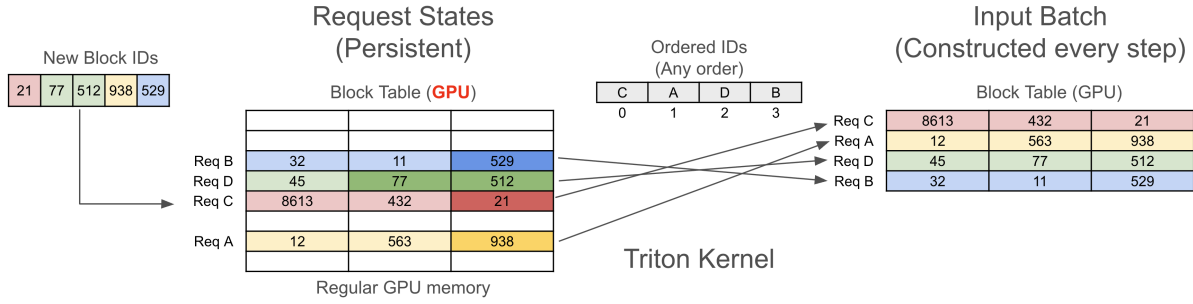 Request States
(Persistent)
Input Batch
(Constructed every step)
New Block IDs
21 77 512 938 529
Ordered IDs
(Any order)
C A D B
0 1 2 3
Block Table (GPU)
Req B 32 11 529
Req D 45 77 512
Req C 8613 432 21
Req A 12 563 938
Regular GPU memory
Triton Kernel
Block Table (GPU)
Req C 8613 432 21
Req A 12 563 938
Req D 45 77 512
Req B 32 11 529